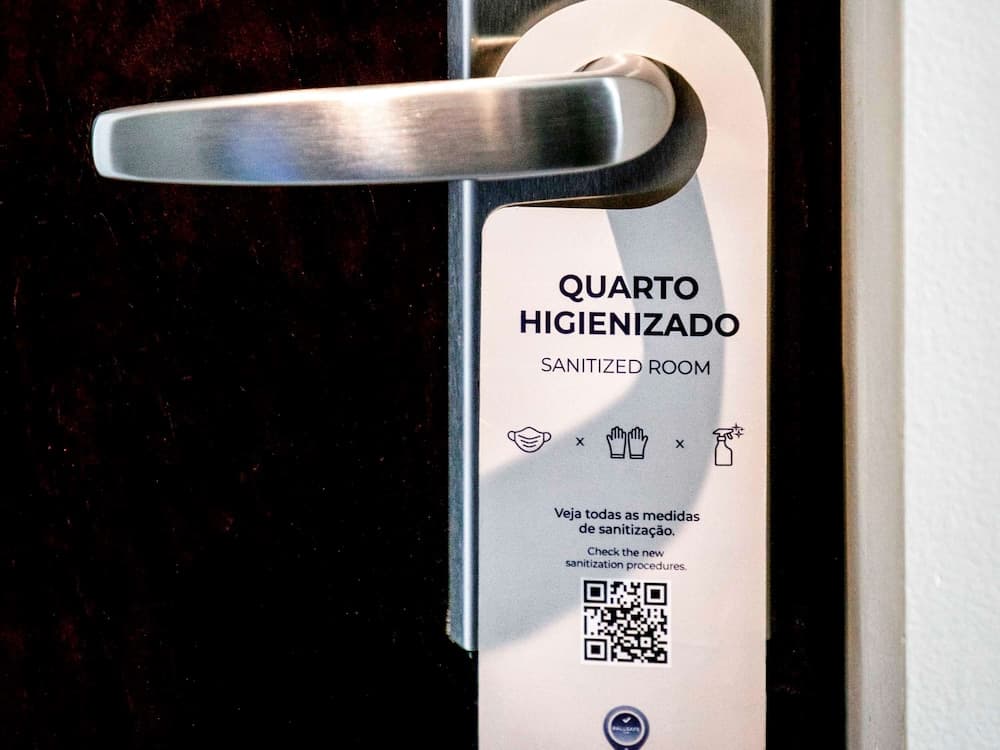 QUARTO
HIGIENIZADO
SANITIZED ROOM
x x
Veja todas as medidas
de sanitização.
Check the new
sanitization procedures.